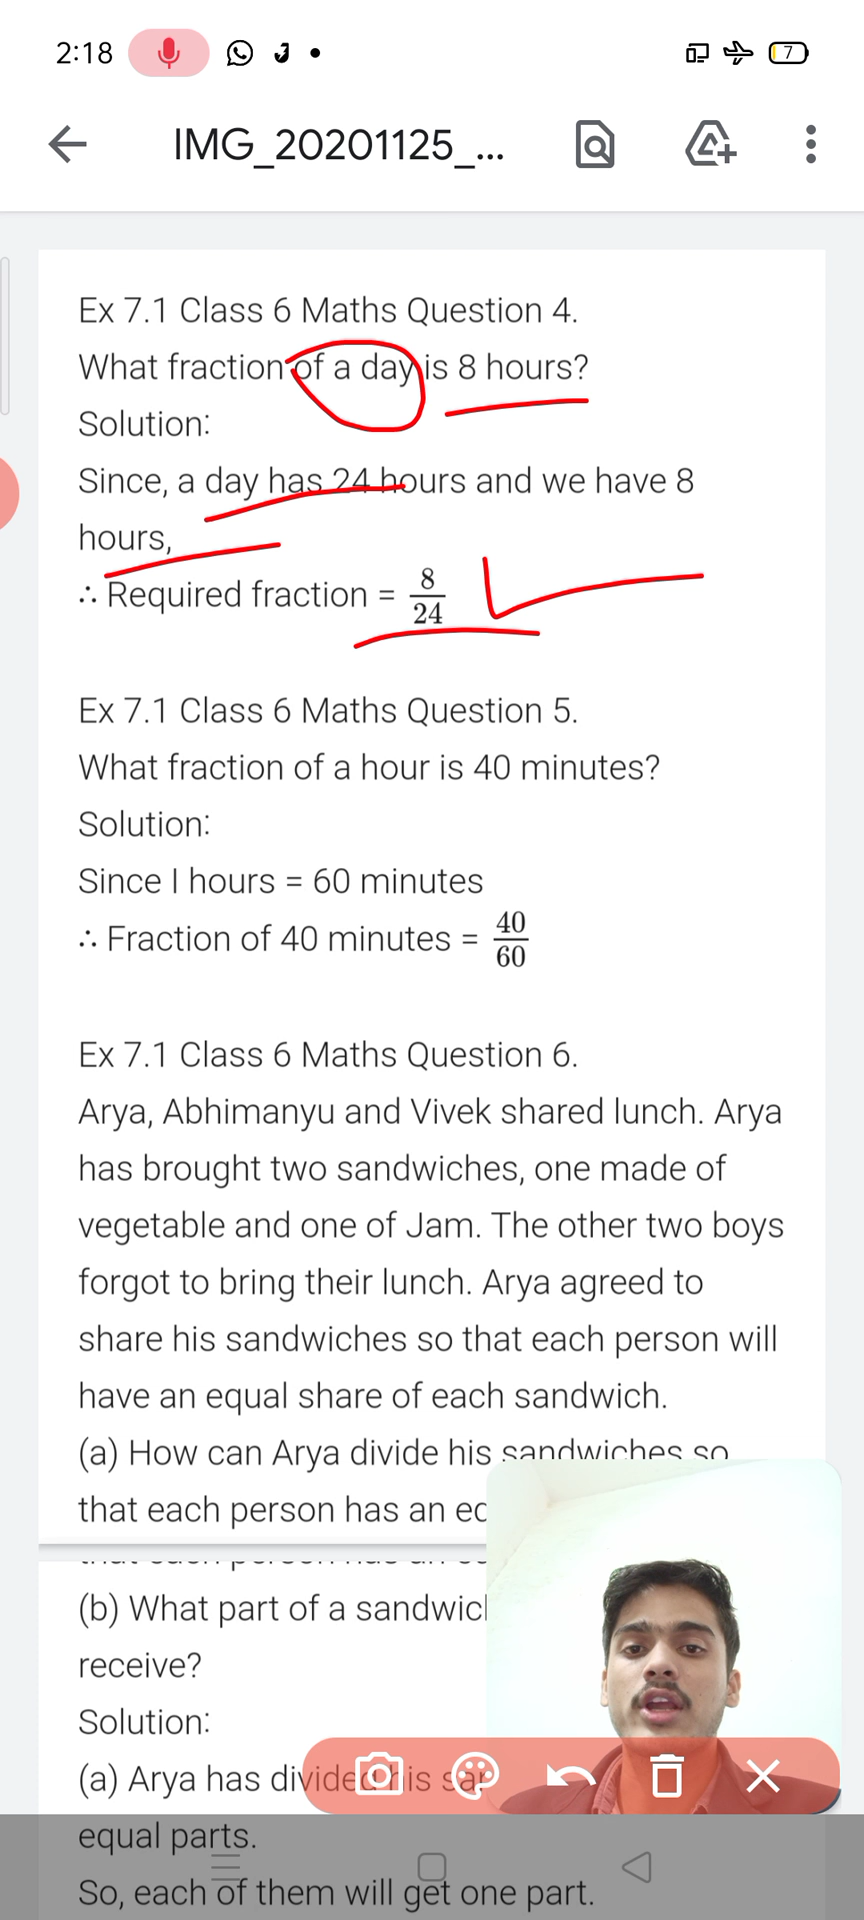 2:18
7
IMG_20201125_...
Ex 7.1 Class 6 Maths Question 4.
What fraction of a day is 8 hours?
Solution:
Since, a day has 24 hours and we have 8
hours,
∴ Required fraction = 8/24
Ex 7.1 Class 6 Maths Question 5.
What fraction of a hour is 40 minutes?
Solution:
Since I hours = 60 minutes
∴ Fraction of 40 minutes = 40/60
Ex 7.1 Class 6 Maths Question 6.
Arya, Abhimanyu and Vivek shared lunch. Arya
has brought two sandwiches, one made of
vegetable and one of Jam. The other two boys
forgot to bring their lunch. Arya agreed to
share his sandwiches so that each person will
have an equal share of each sandwich.
(a) How can Arya divide his sandwiches so
that each person has an
(b) What part of a
receive?
Solution:
(a) Arya has divided his
equal parts.
So, each of them will get one part.